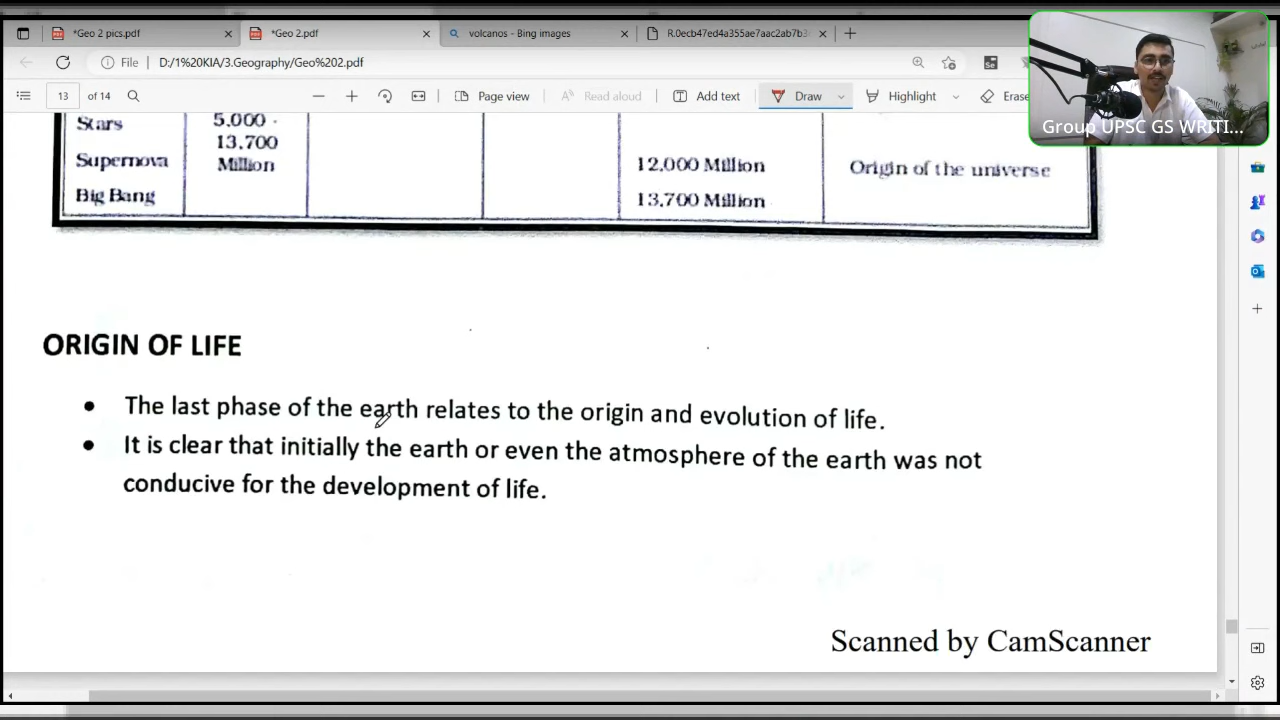 *Geo 2 pics.pdf
*Geo 2.pdf
volcanos - Bing images
R.0ecb47ed4a355ae7aac2ab7b3
File
D:/1%20KIA/3.Geography/Geo%202.pdf
13 of 14
Page view
Read aloud
Add text
Draw
Highlight
Erase
Group UPSC GS WRITI...
Stars
5,000 -
13,700
Million
Supernova
12,000 Million
Origin of the universe
Big Bang
13,700 Million
ORIGIN OF LIFE
• The last phase of the earth relates to the origin and evolution of life.
• It is clear that initially the earth or even the atmosphere of the earth was not
conducive for the development of life.
Scanned by CamScanner